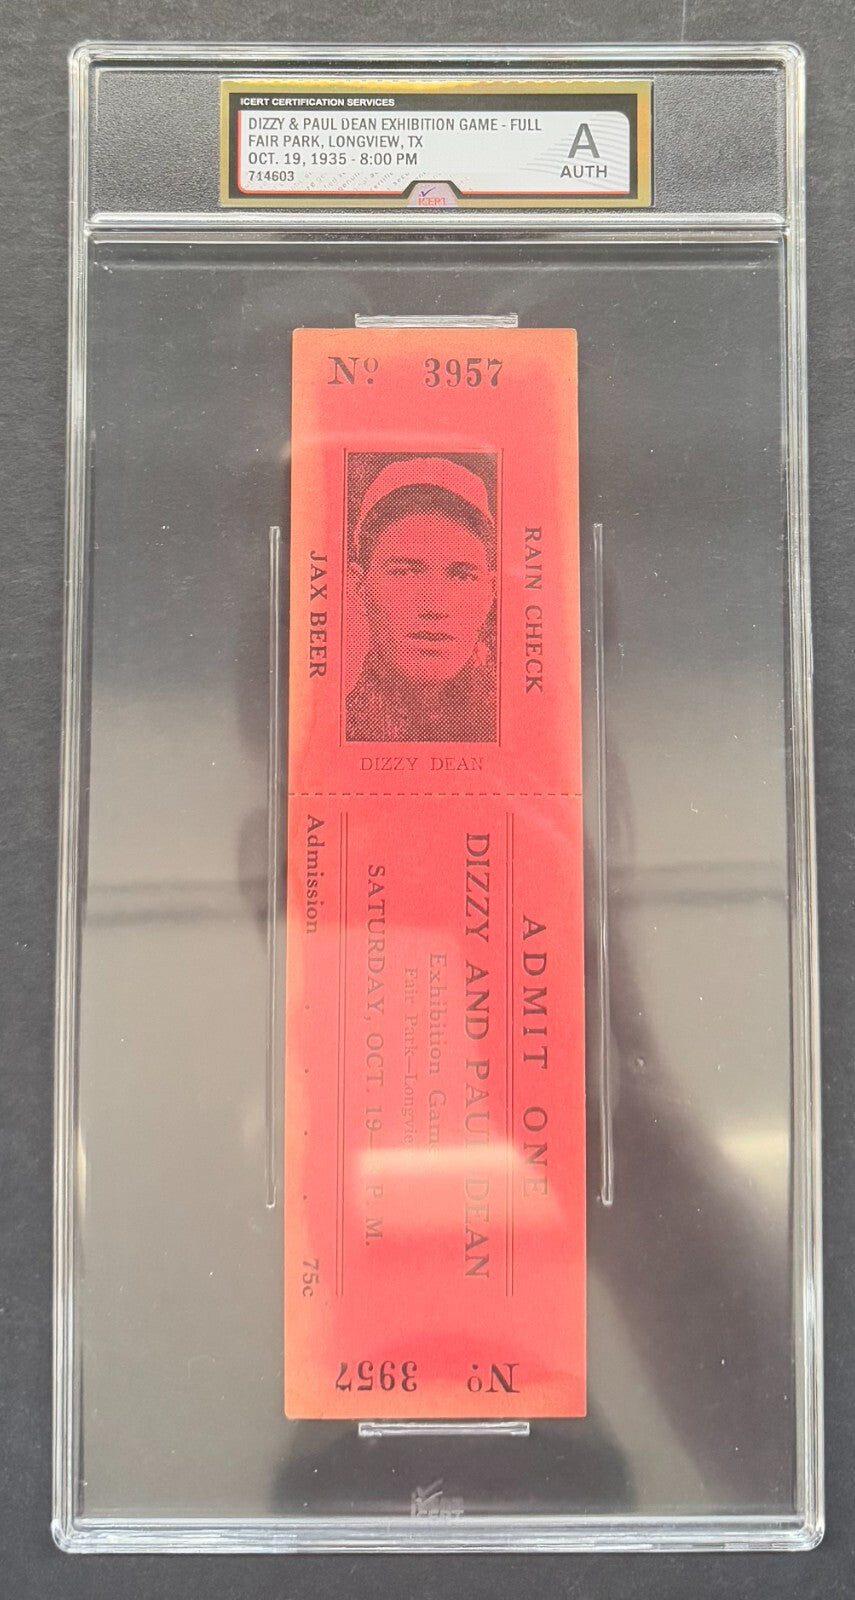 ICERT CERTIFICATION SERVICES
DIZZY & PAUL DEAN EXHIBITION GAME - FULL
FAIR PARK, LONGVIEW, TX
OCT. 19, 1935 - 8:00 PM
714603
A
AUTH
ICERT
Nº. 3957
RAIN CHECK
JAX BEER
DIZZY DEAN
ADMIT ONE
DIZZY AND PAUL DEAN
Exhibition Game
Fair Park—Longview
SATURDAY, OCT. 19— P. M.
Admission . . . . 75c
Nº. 3957
ICERT